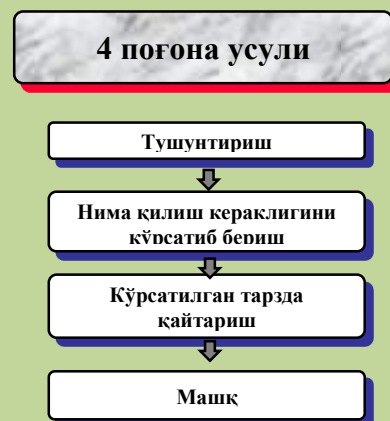 4 поғона усули
Тушунтириш
Нима қилиш кераклигини
кўрсатиб бериш
Кўрсатилган тарзда
қайтариш
Машқ